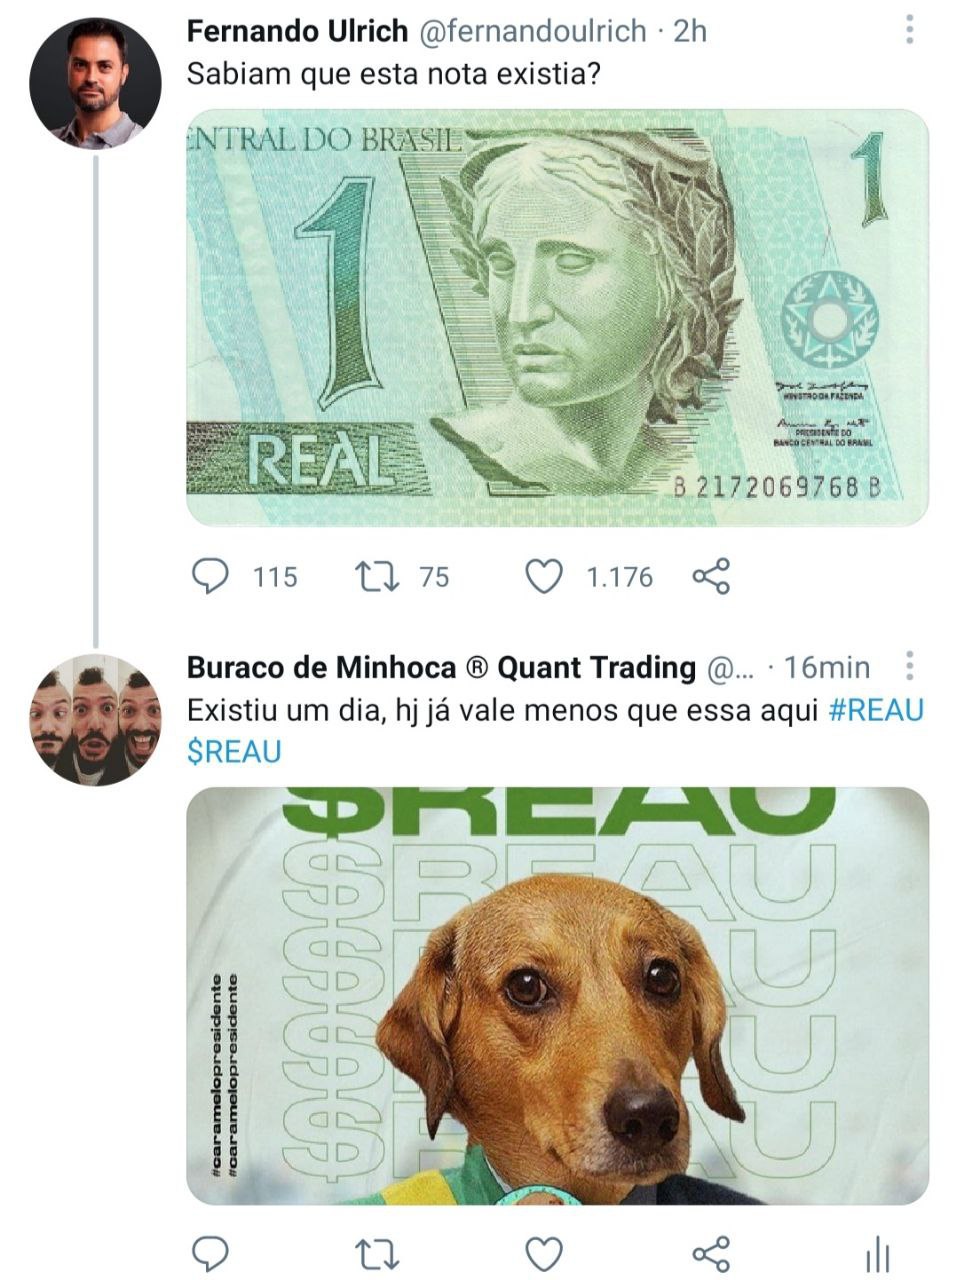 Fernando Ulrich @fernandoulrich · 2h
Sabiam que esta nota existia?
ENTRAL DO BRASIL
1
1
MINISTRO DA FAZENDA
PRESIDENTE DO
BANCO CENTRAL DO BRASIL
REAL
B 2172069768 B
115 75 1.176
Buraco de Minhoca ® Quant Trading @... · 16min
Existiu um dia, hj já vale menos que essa aqui #REAU
$REAU
$REAU
$REAU
$REAU
$REAU
$REAU
#caramelopresidente
#caramelopresidente